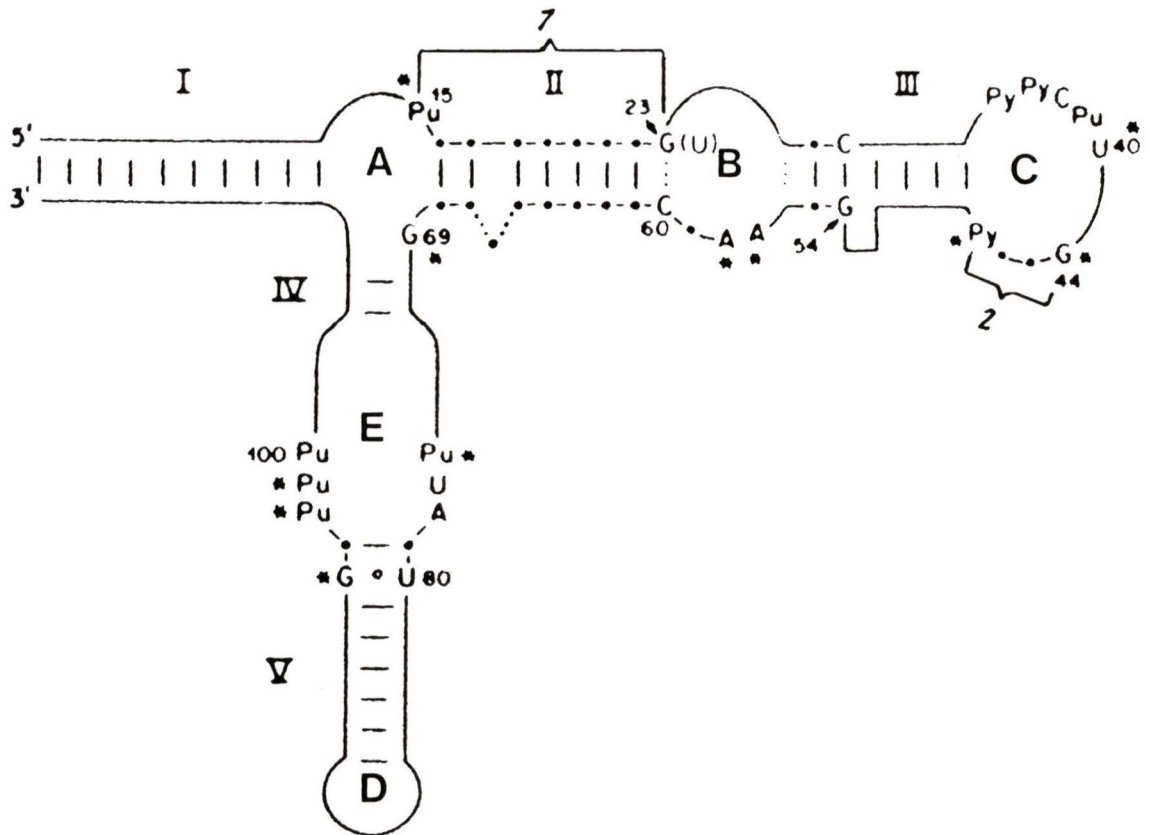 7
I
II
III
* Pu 15
23
G(U)
C
Py Py C Pu
U 40 *
5'
3'
A
B
C
G 69 *
60 C
A A
* *
54 G
* Py
G *
44
2
IV
E
100 Pu
Pu *
* Pu
U
* Pu
A
* G
U 80
V
D